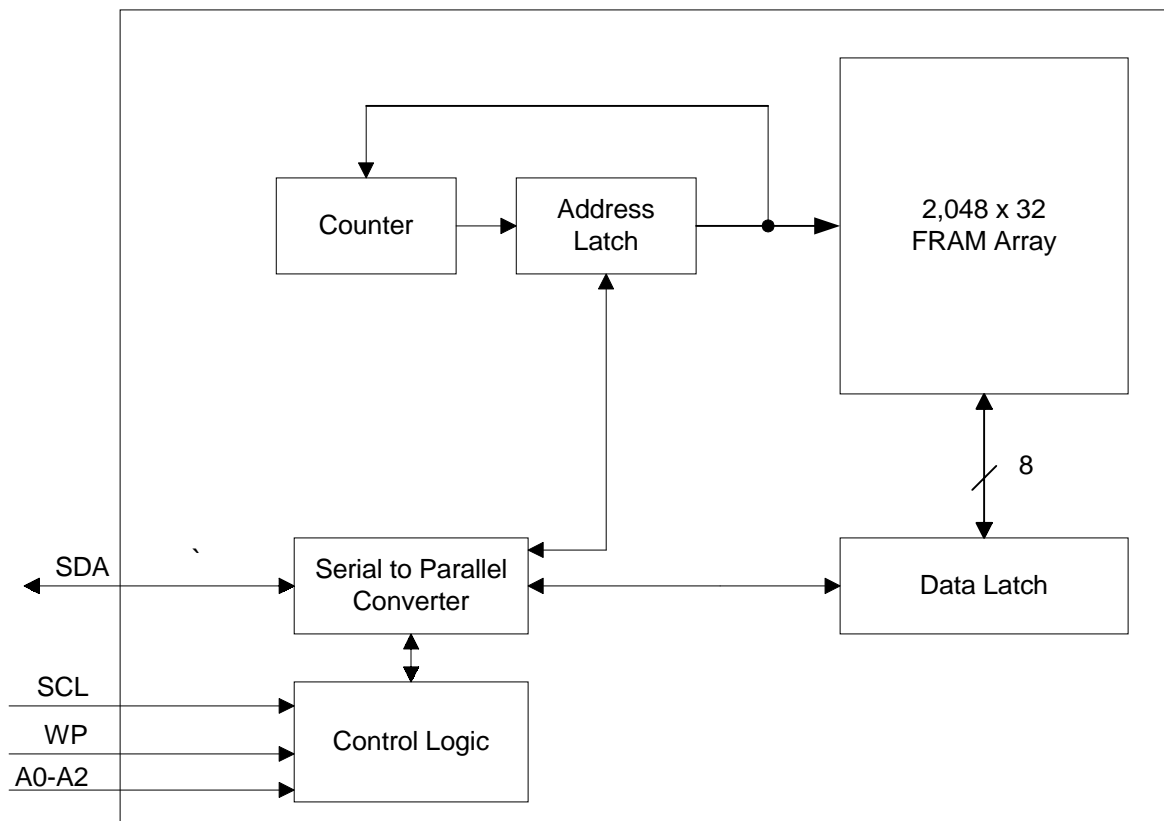 Counter
Address
Latch
2,048 x 32
FRAM Array
8
`
SDA
Serial to Parallel
Converter
Data Latch
SCL
WP
A0-A2
Control Logic